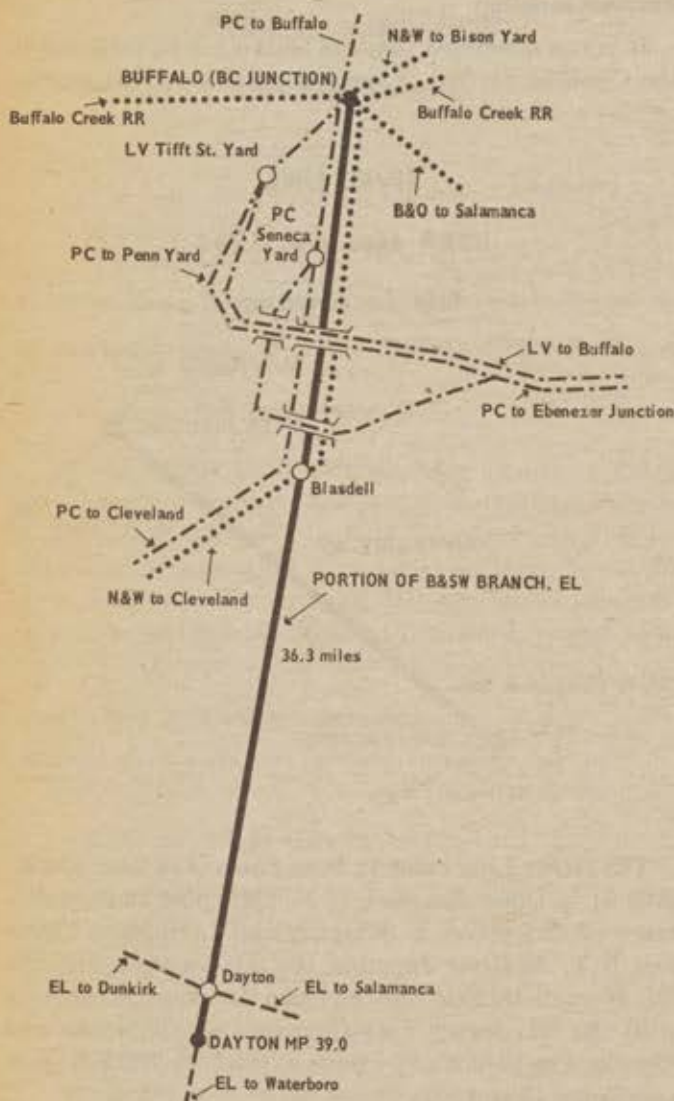 PC to Buffalo
N&W to Bison Yard
BUFFALO (BC JUNCTION)
Buffalo Creek RR
Buffalo Creek RR
LV Tifft St. Yard
B&O to Salamanca
PC
Seneca
Yard
PC to Penn Yard
LV to Buffalo
PC to Ebenezer Junction
Blasdell
PC to Cleveland
N&W to Cleveland
PORTION OF B&SW BRANCH, EL
36.3 miles
EL to Dunkirk
Dayton
EL to Salamanca
DAYTON MP 39.0
EL to Waterboro